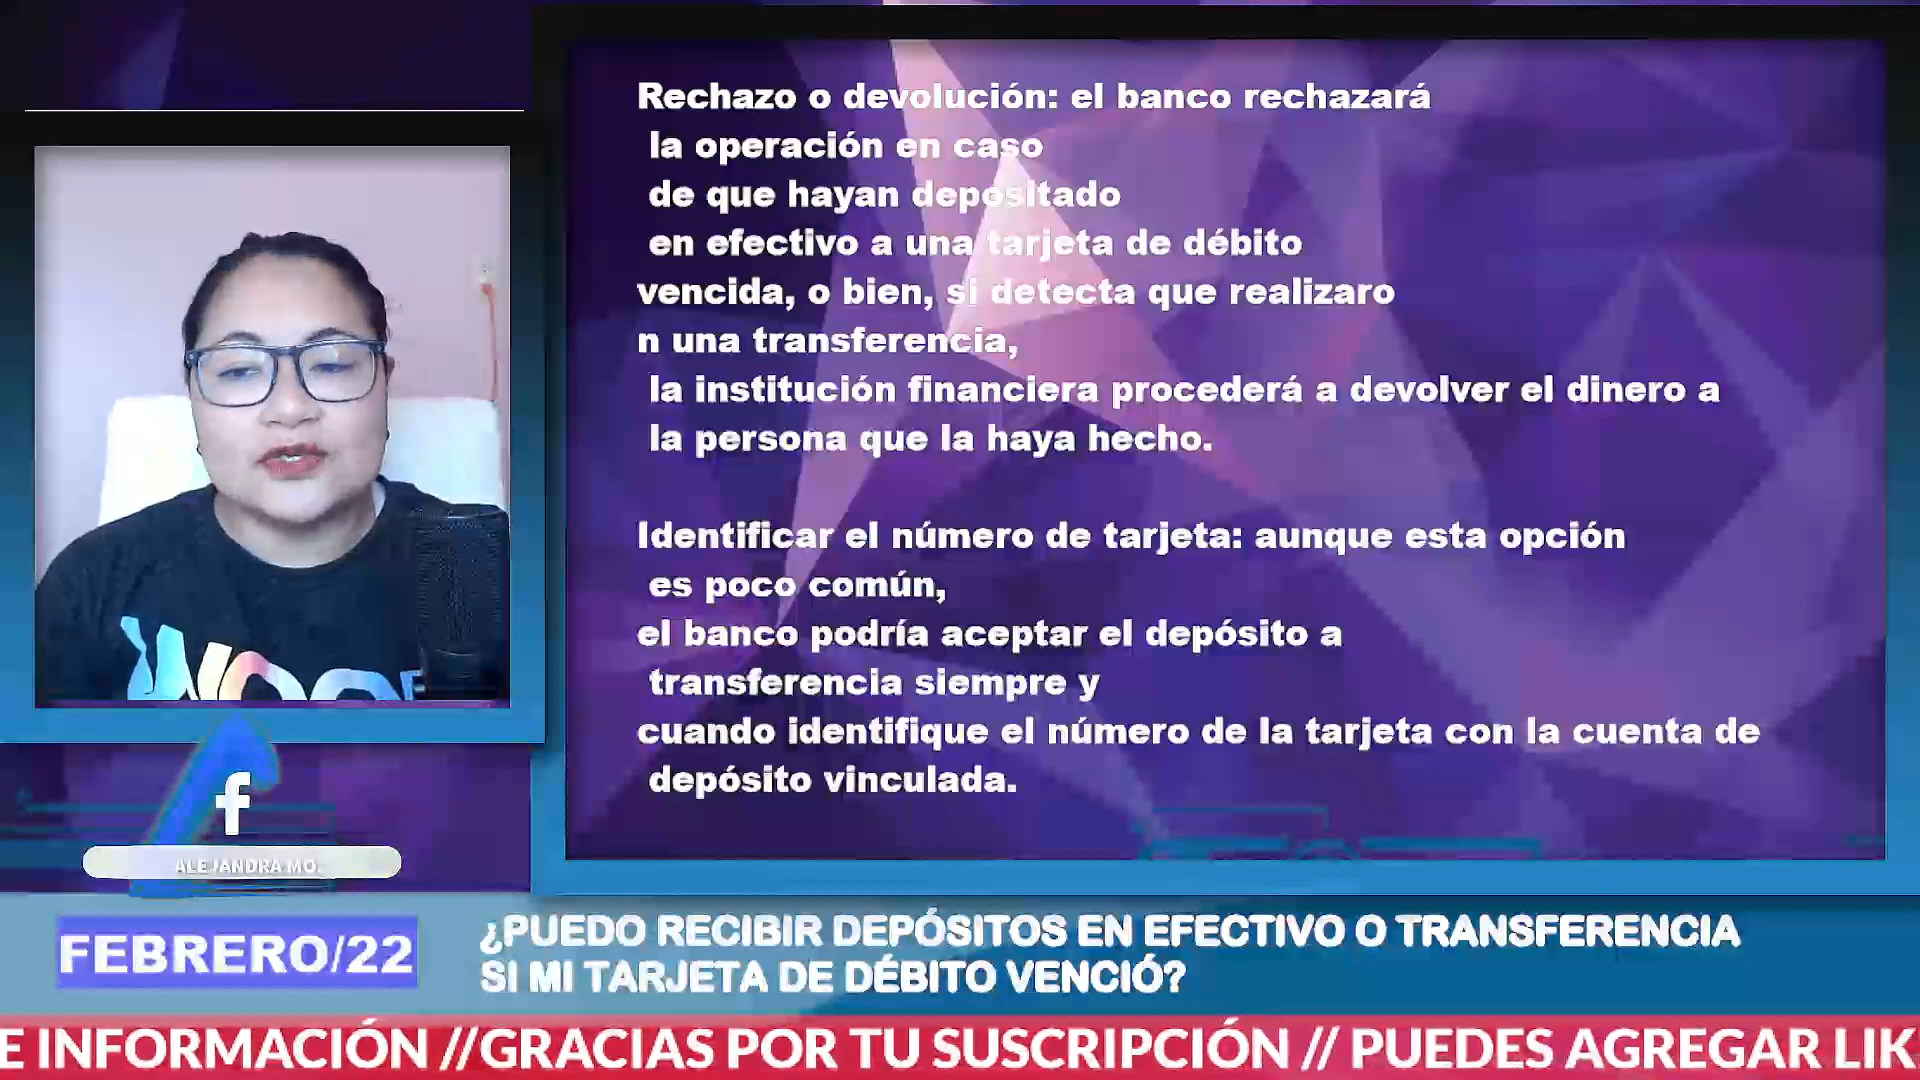 Rechazo o devolución: el banco rechazará
la operación en caso
de que hayan depositado
en efectivo a una tarjeta de débito
vencida, o bien, si detecta que realizaro
n una transferencia,
la institución financiera procederá a devolver el dinero a
la persona que la haya hecho.
Identificar el número de tarjeta: aunque esta opción
es poco común,
el banco podría aceptar el depósito a
transferencia siempre y
cuando identifique el número de la tarjeta con la cuenta de
depósito vinculada.
f
ALEJANDRA MO.
FEBRERO/22
¿PUEDO RECIBIR DEPÓSITOS EN EFECTIVO O TRANSFERENCIA
SI MI TARJETA DE DÉBITO VENCIÓ?
E INFORMACIÓN //GRACIAS POR TU SUSCRIPCIÓN // PUEDES AGREGAR LIK